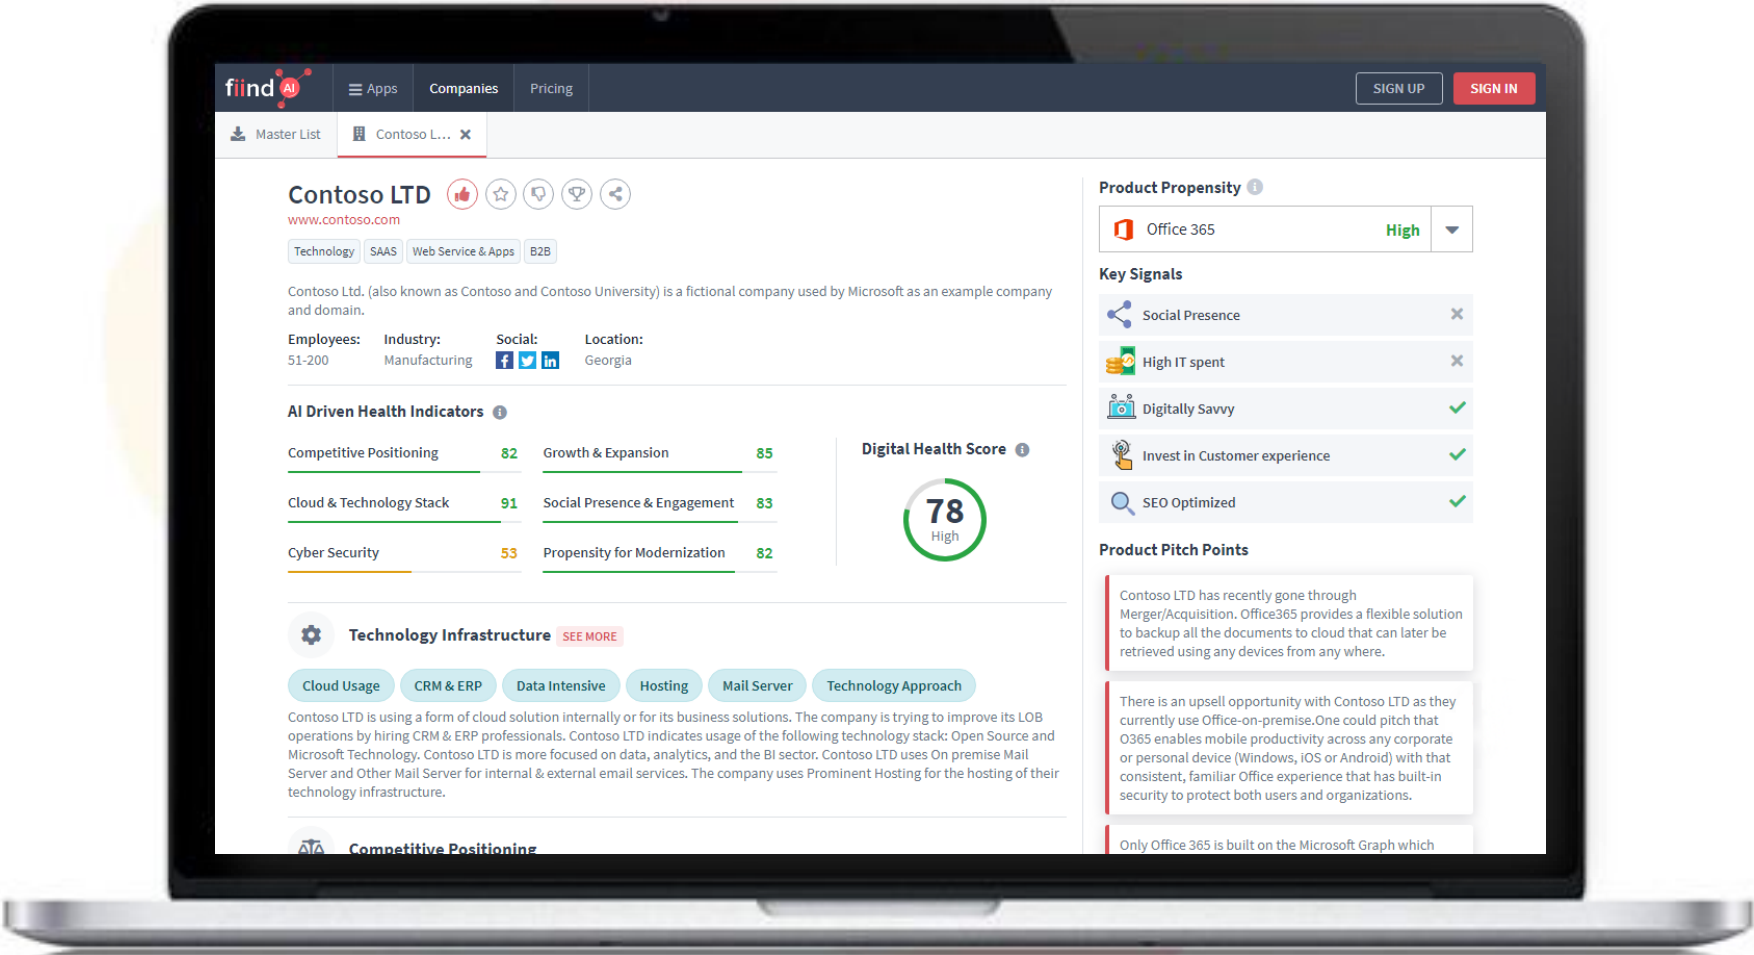 fiind AI
Apps
Companies
Pricing
SIGN UP
SIGN IN
Master List
Contoso L...
Contoso LTD
www.contoso.com
Technology
SAAS
Web Service & Apps
B2B
Contoso Ltd. (also known as Contoso and Contoso University) is a fictional company used by Microsoft as an example company
and domain.
Employees:
51-200
Industry:
Manufacturing
Social:
Location:
Georgia
AI Driven Health Indicators
Competitive Positioning 82
Growth & Expansion 85
Cloud & Technology Stack 91
Social Presence & Engagement 83
Cyber Security 53
Propensity for Modernization 82
Digital Health Score
78
High
Technology Infrastructure SEE MORE
Cloud Usage
CRM & ERP
Data Intensive
Hosting
Mail Server
Technology Approach
Contoso LTD is using a form of cloud solution internally or for its business solutions. The company is trying to improve its LOB
operations by hiring CRM & ERP professionals. Contoso LTD indicates usage of the following technology stack: Open Source and
Microsoft Technology. Contoso LTD is more focused on data, analytics, and the BI sector. Contoso LTD uses On premise Mail
Server and Other Mail Server for internal & external email services. The company uses Prominent Hosting for the hosting of their
technology infrastructure.
Competitive Positioning
Product Propensity
Office 365 High
Key Signals
Social Presence
High IT spent
Digitally Savvy
Invest in Customer experience
SEO Optimized
Product Pitch Points
Contoso LTD has recently gone through
Merger/Acquisition. Office365 provides a flexible solution
to backup all the documents to cloud that can later be
retrieved using any devices from any where.
There is an upsell opportunity with Contoso LTD as they
currently use Office-on-premise.One could pitch that
O365 enables mobile productivity across any corporate
or personal device (Windows, iOS or Android) with that
consistent, familiar Office experience that has built-in
security to protect both users and organizations.
Only Office 365 is built on the Microsoft Graph which